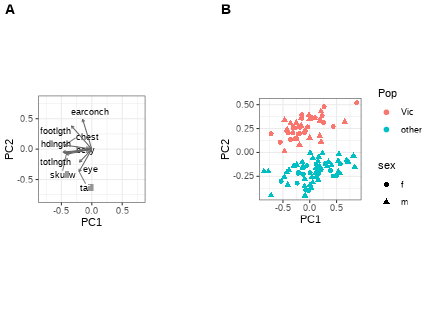 A
B
earconch
footlgth
chest
hdlngth
totlngth
eye
skullw
tail
0.5
0.0
-0.5
-0.5
0.0
0.5
PC1
PC2
0.50
0.25
0.00
-0.25
-0.5
0.0
0.5
PC1
PC2
Pop
Vic
other
sex
f
m